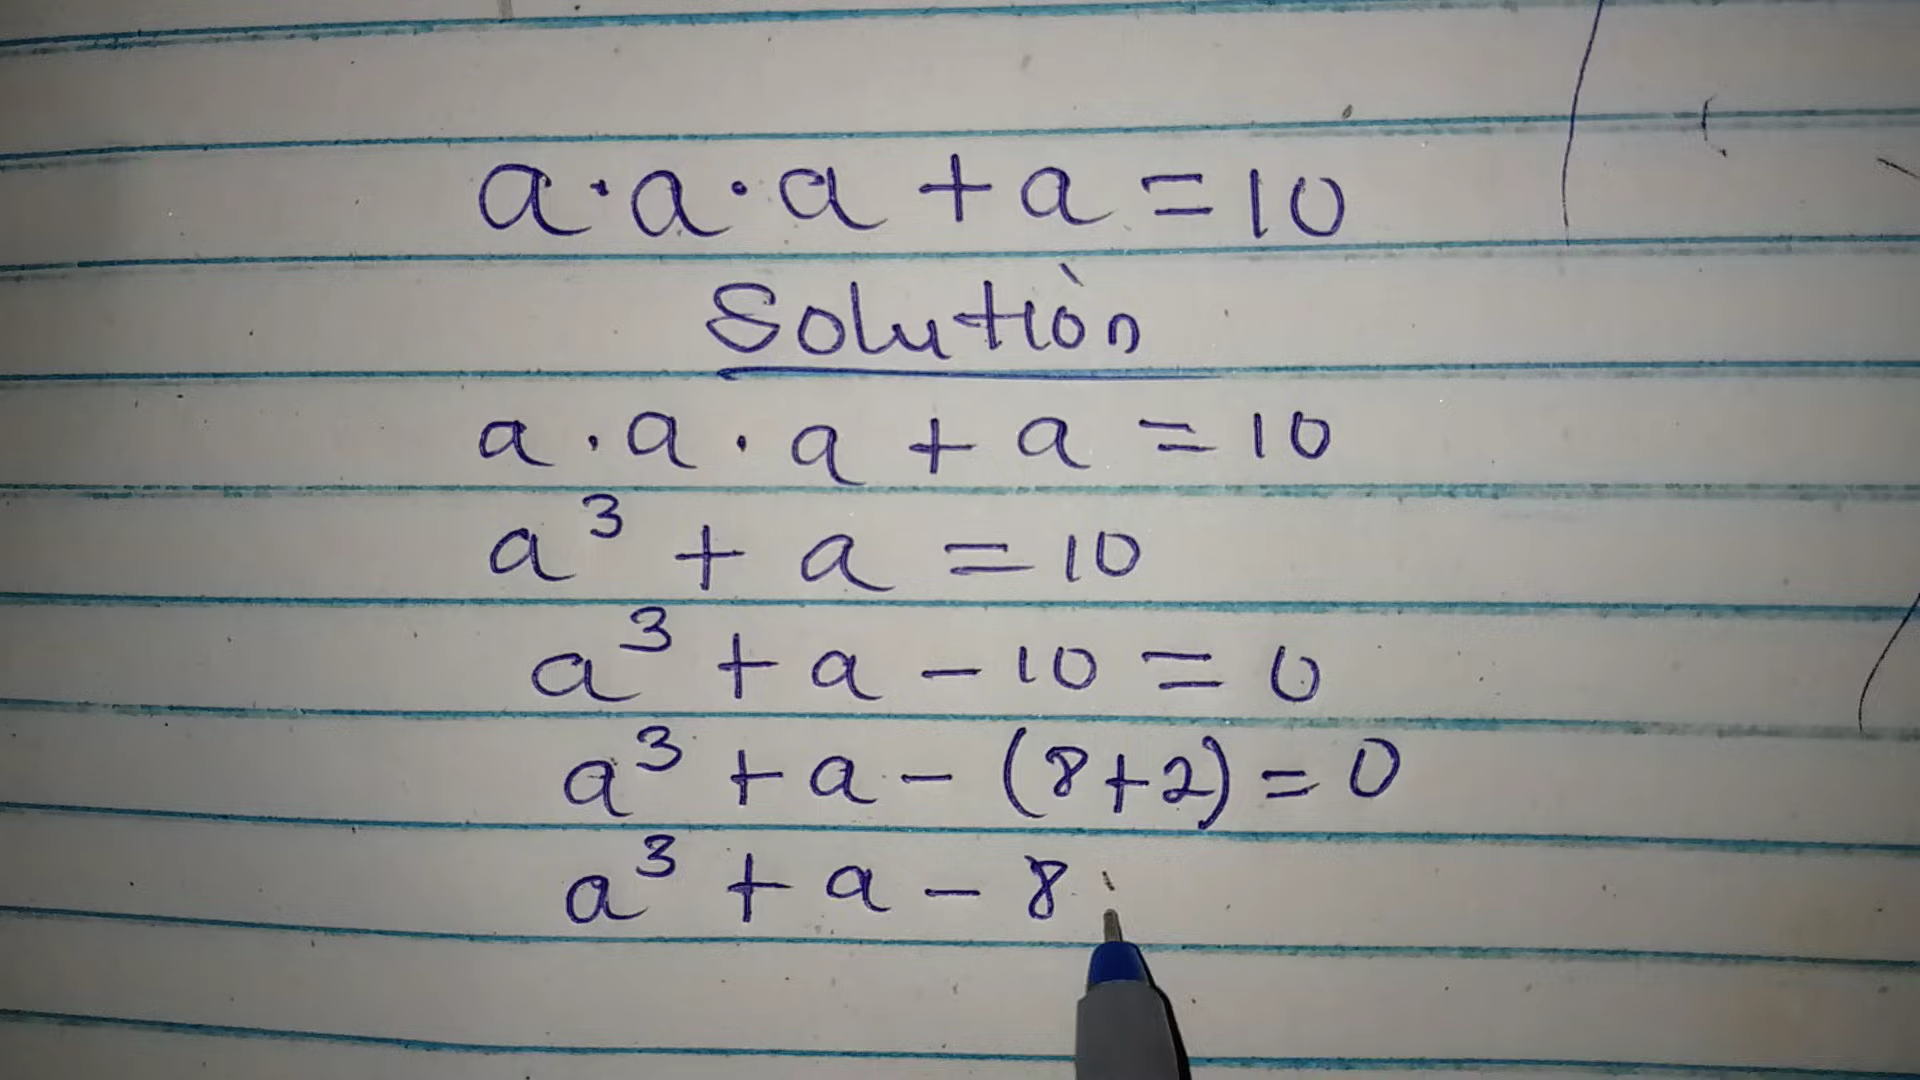 a·a·a + a = 10
Solution
a · a · a + a = 10
a³ + a = 10
a³ + a - 10 = 0
a³ + a - (8+2) = 0
a³ + a - 8